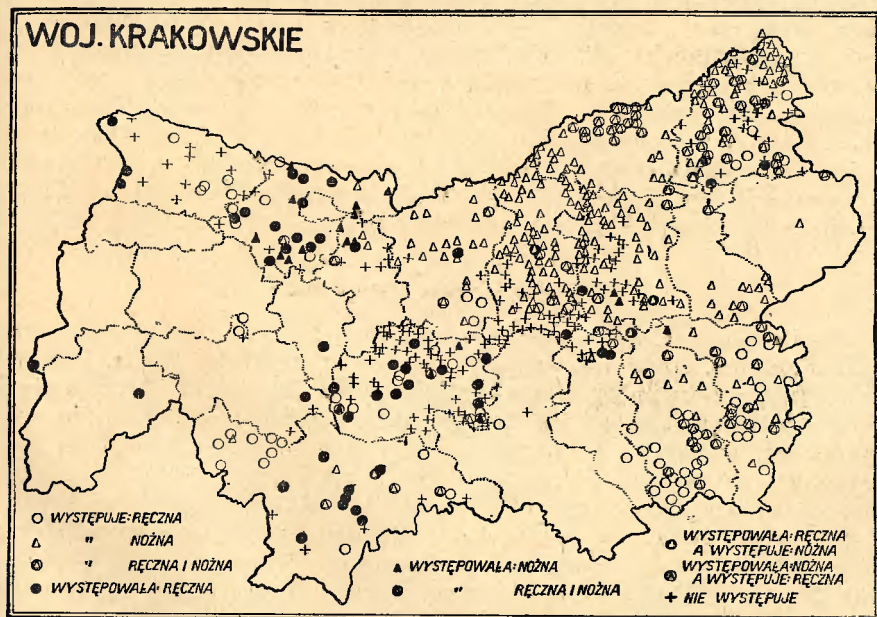 WOJ. KRAKOWSKIE
WYSTĘPUJE: RĘCZNA
" NOŻNA
" RĘCZNA I NOŻNA
WYSTĘPOWAŁA: RĘCZNA
WYSTĘPOWAŁA: NOŻNA
" RĘCZNA I NOŻNA
WYSTĘPOWAŁA: RĘCZNA
A WYSTĘPUJE: NOŻNA
WYSTĘPOWAŁA: NOŻNA
A WYSTĘPUJE: RĘCZNA
NIE WYSTĘPUJE